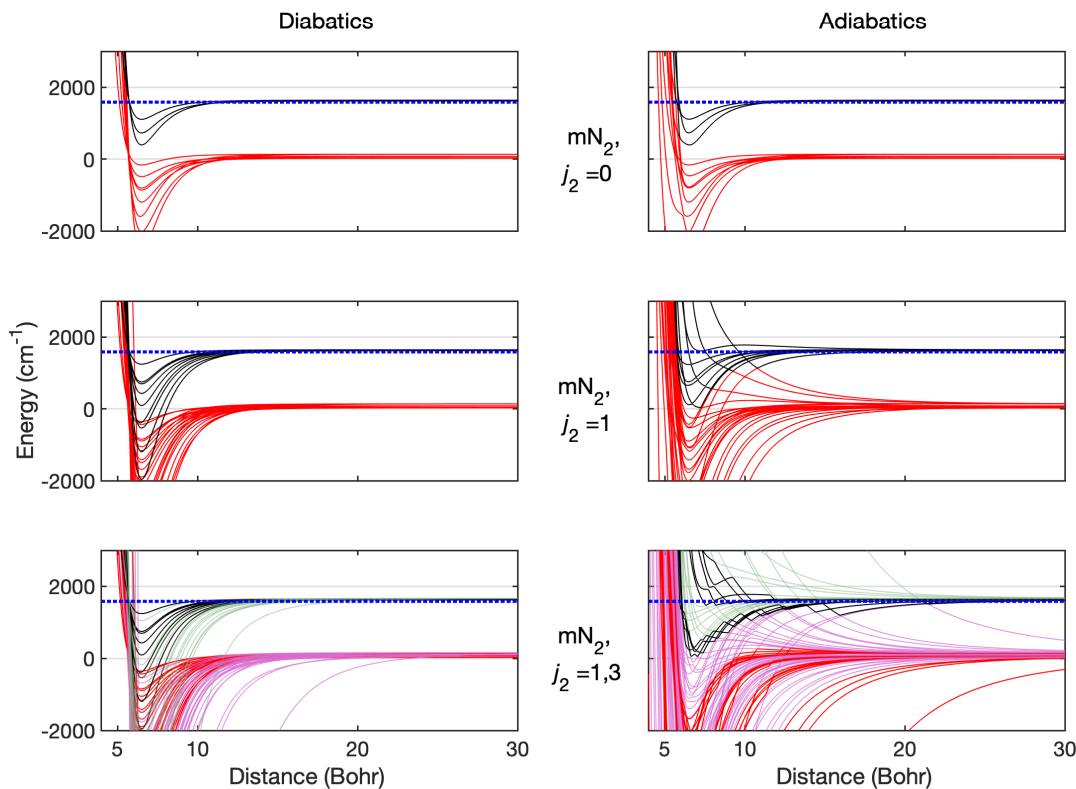 Diabatics
Adiabatics
2000
0
-2000
mN₂,
j₂ =0
2000
0
-2000
Energy (cm⁻¹)
mN₂,
j₂ =1
2000
0
-2000
5 10 20 30
Distance (Bohr)
mN₂,
j₂ =1,3
5 10 20 30
Distance (Bohr)